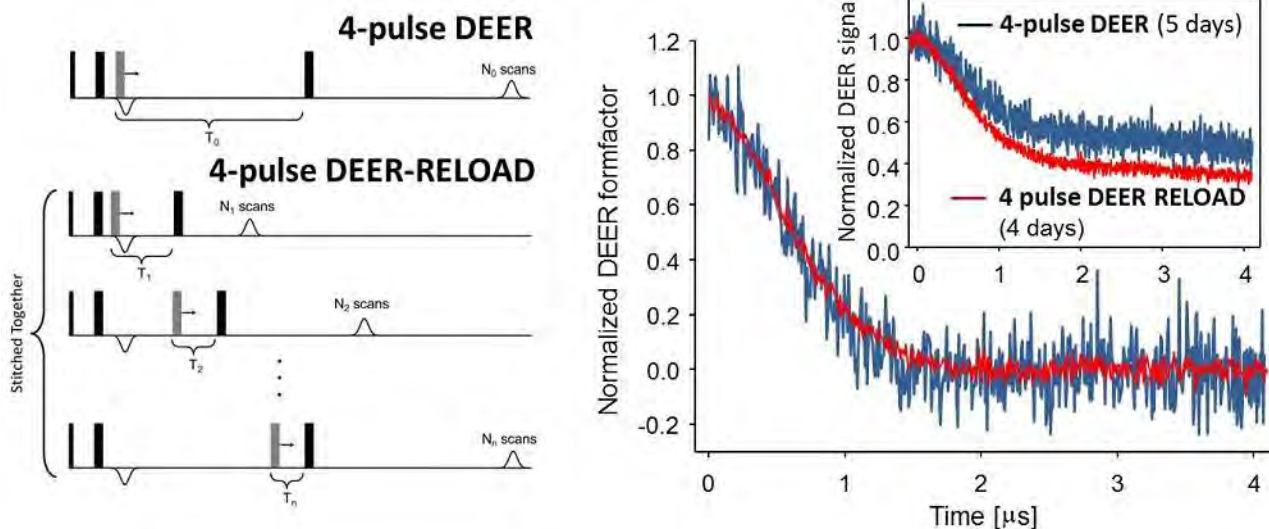 4-pulse DEER
N₀ scans
T₀
4-pulse DEER-RELOAD
Stitched Together
N₁ scans
T₁
N₂ scans
T₂
Nₙ scans
Tₙ
Normalized DEER formfactor
1.2
1.0
0.8
0.6
0.4
0.2
0.0
-0.2
0 1 2 3 4
Time [μs]
Normalized DEER signal
1.0
0.8
0.6
0.4
0.2
0.0
0 1 2 3 4
4-pulse DEER (5 days)
4 pulse DEER RELOAD
(4 days)